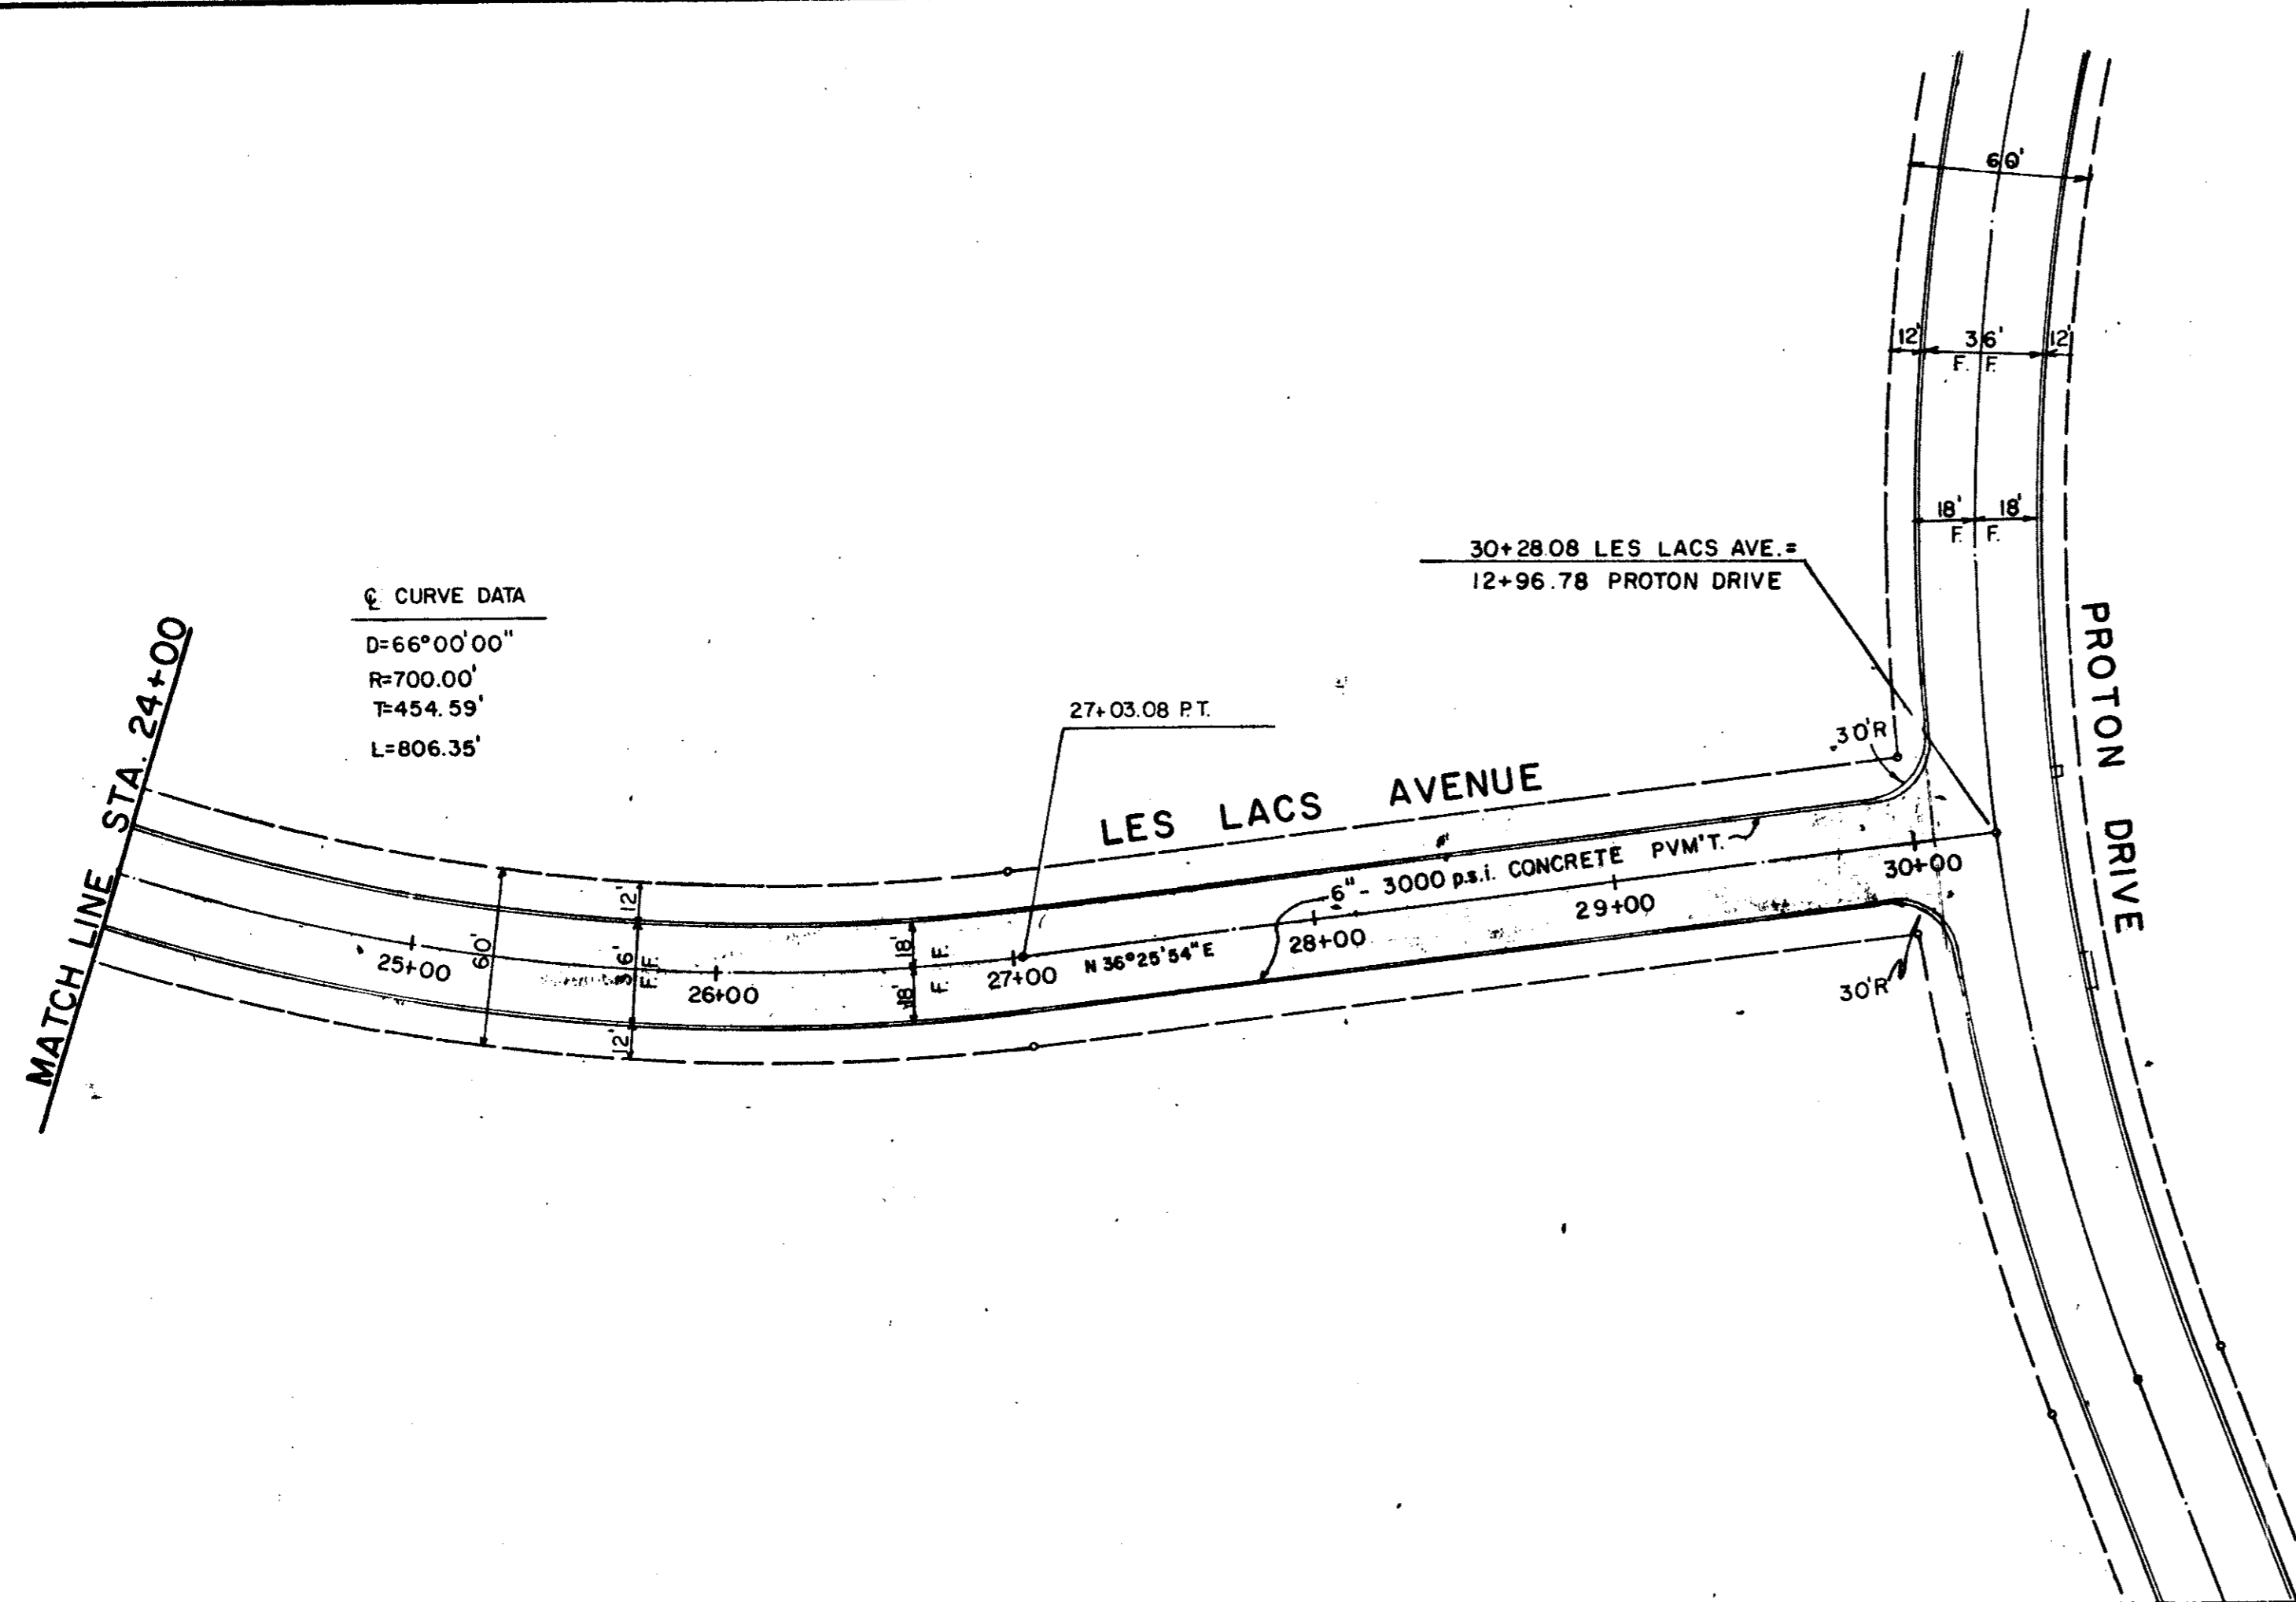 60'
12' 36' 12'
F. F.
18' 18'
F. F.
30+28.08 LES LACS AVE.=
12+96.78 PROTON DRIVE
℄ CURVE DATA
D=66°00'00"
R=700.00'
T=454.59'
L=806.35'
MATCH LINE STA. 24+00
27+03.08 P.T.
LES LACS AVENUE
30'R
PROTON DRIVE
6"- 3000 p.s.i. CONCRETE PVM'T.
25+00
60'
12'
36'
F. F.
12'
26+00
18'
F.
18'
F.
27+00
N 36°25'54" E
28+00
29+00
30+00
30'R